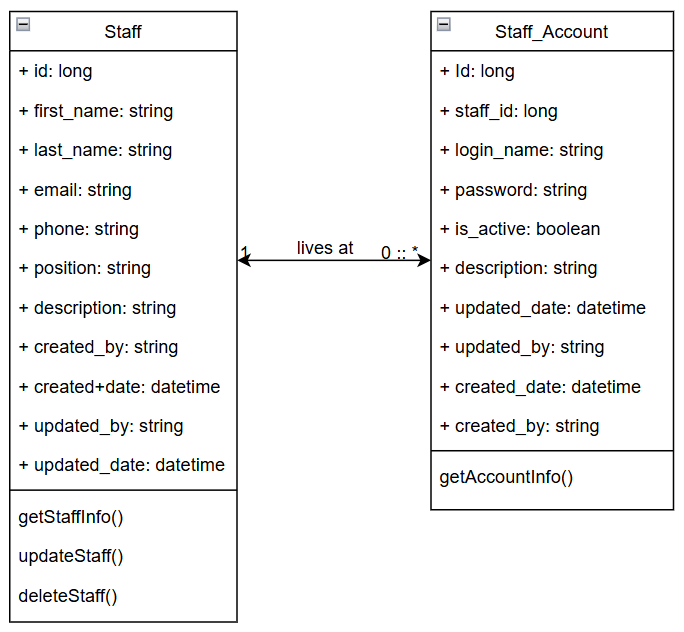 Staff
+ id: long
+ first_name: string
+ last_name: string
+ email: string
+ phone: string
+ position: string
+ description: string
+ created_by: string
+ created+date: datetime
+ updated_by: string
+ updated_date: datetime
getStaffInfo()
updateStaff()
deleteStaff()
1
lives at
0 :: *
Staff_Account
+ Id: long
+ staff_id: long
+ login_name: string
+ password: string
+ is_active: boolean
+ description: string
+ updated_date: datetime
+ updated_by: string
+ created_date: datetime
+ created_by: string
getAccountInfo()